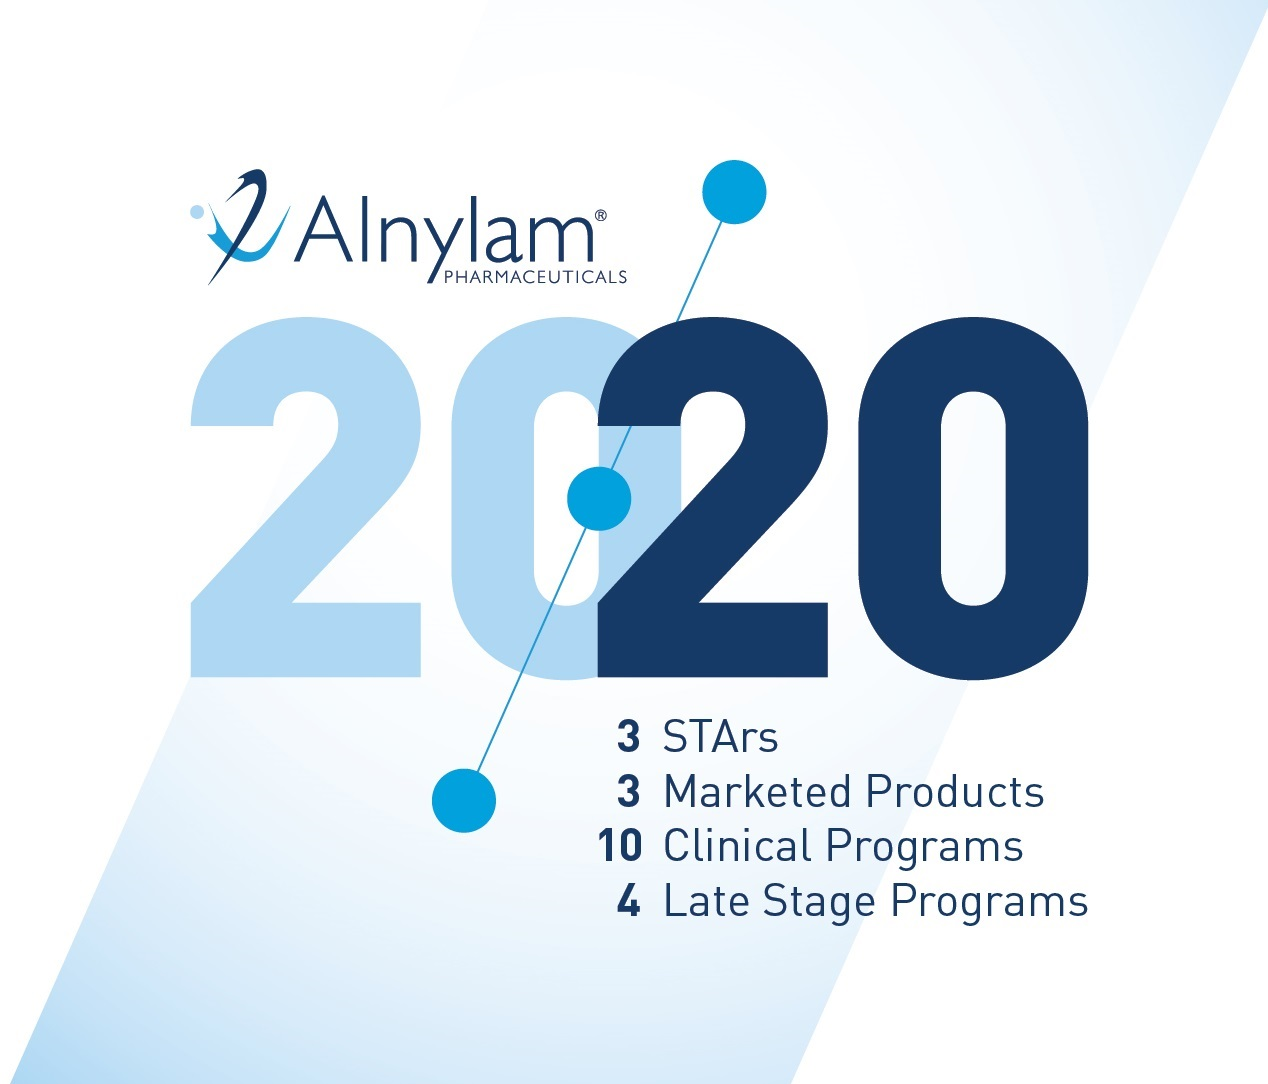 Alnylam®
PHARMACEUTICALS
2020
3 STArs
3 Marketed Products
10 Clinical Programs
4 Late Stage Programs